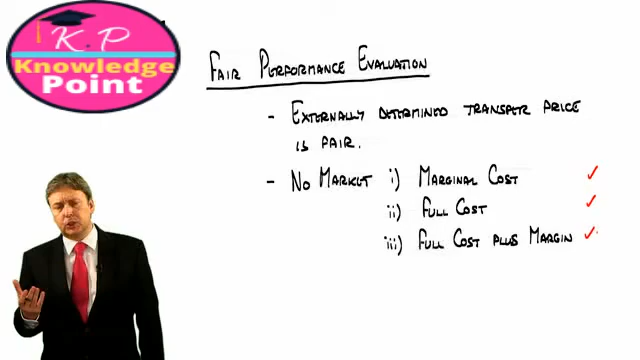 K.P
Knowledge
Point
FAIR PERFORMANCE EVALUATION
- EXTERNALLY DETERMINED TRANSFER PRICE
IS FAIR.
- NO MARKET i) MARGINAL COST
ii) FULL COST
iii) FULL COST PLUS MARGIN